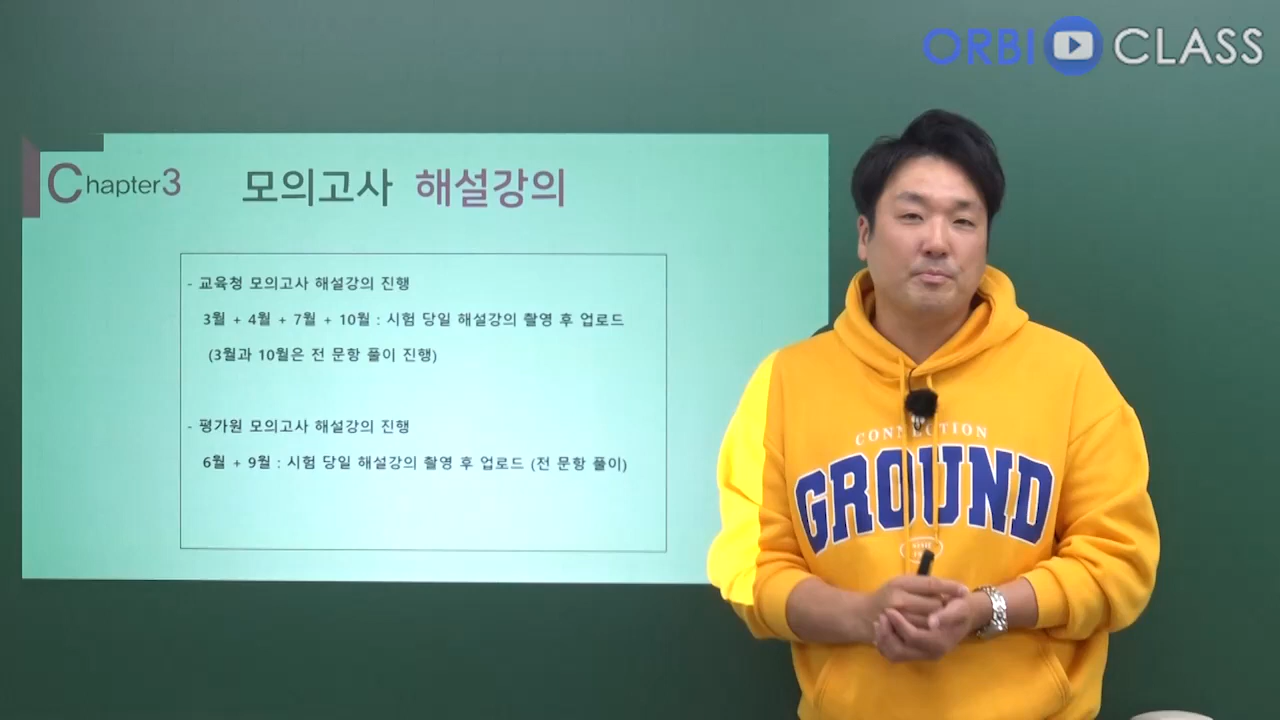 ORBI CLASS
Chapter3 모의고사 해설강의
- 교육청 모의고사 해설강의 진행
3월 + 4월 + 7월 + 10월 : 시험 당일 해설강의 촬영 후 업로드
(3월과 10월은 전 문항 풀이 진행)
- 평가원 모의고사 해설강의 진행
6월 + 9월 : 시험 당일 해설강의 촬영 후 업로드 (전 문항 풀이)
GROUND